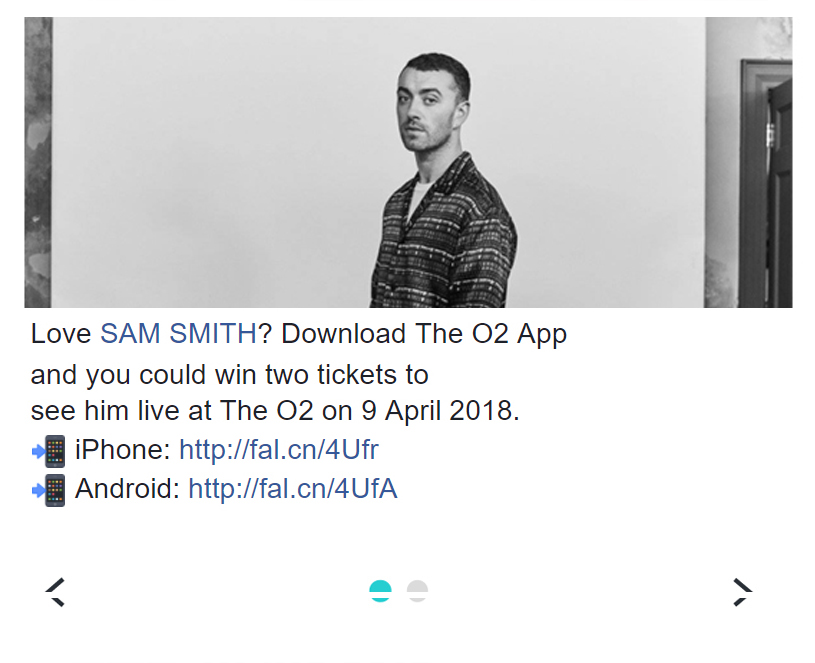 Love SAM SMITH? Download The O2 App
and you could win two tickets to
see him live at The O2 on 9 April 2018.
📲 iPhone: http://fal.cn/4Ufr
📲 Android: http://fal.cn/4UfA